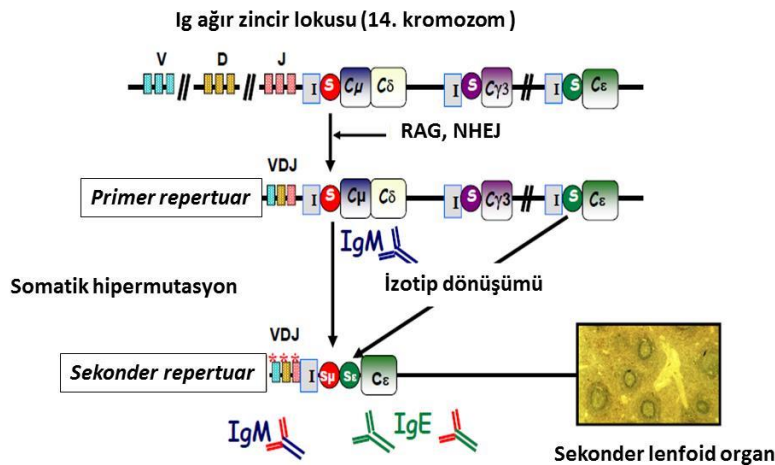 Ig ağır zincir lokusu (14. kromozom )
V D J
I S Cµ Cδ I S Cγ3 I S Cε
RAG, NHEJ
VDJ
Primer repertuar
I S Cµ Cδ I S Cγ3 I S Cε
IgM
Somatik hipermutasyon
İzotip dönüşümü
VDJ
* * *
Sekonder repertuar
I Sµ Sε Cε
IgM IgE
Sekonder lenfoid organ